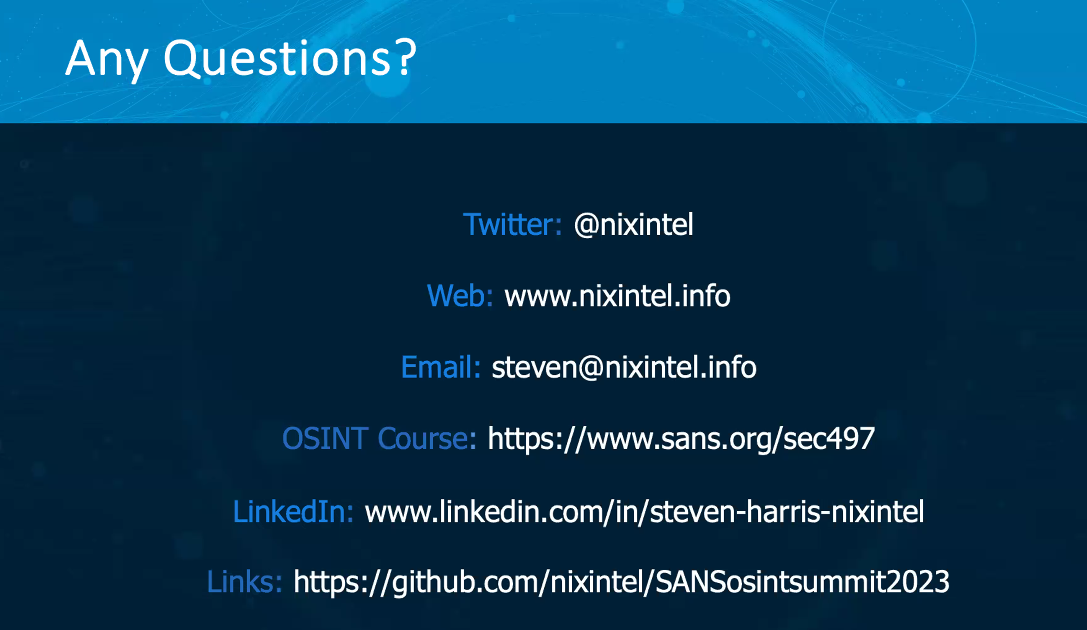 Any Questions?
Twitter: @nixintel
Web: www.nixintel.info
Email: steven@nixintel.info
OSINT Course: https://www.sans.org/sec497
LinkedIn: www.linkedin.com/in/steven-harris-nixintel
Links: https://github.com/nixintel/SANSosintsummit2023